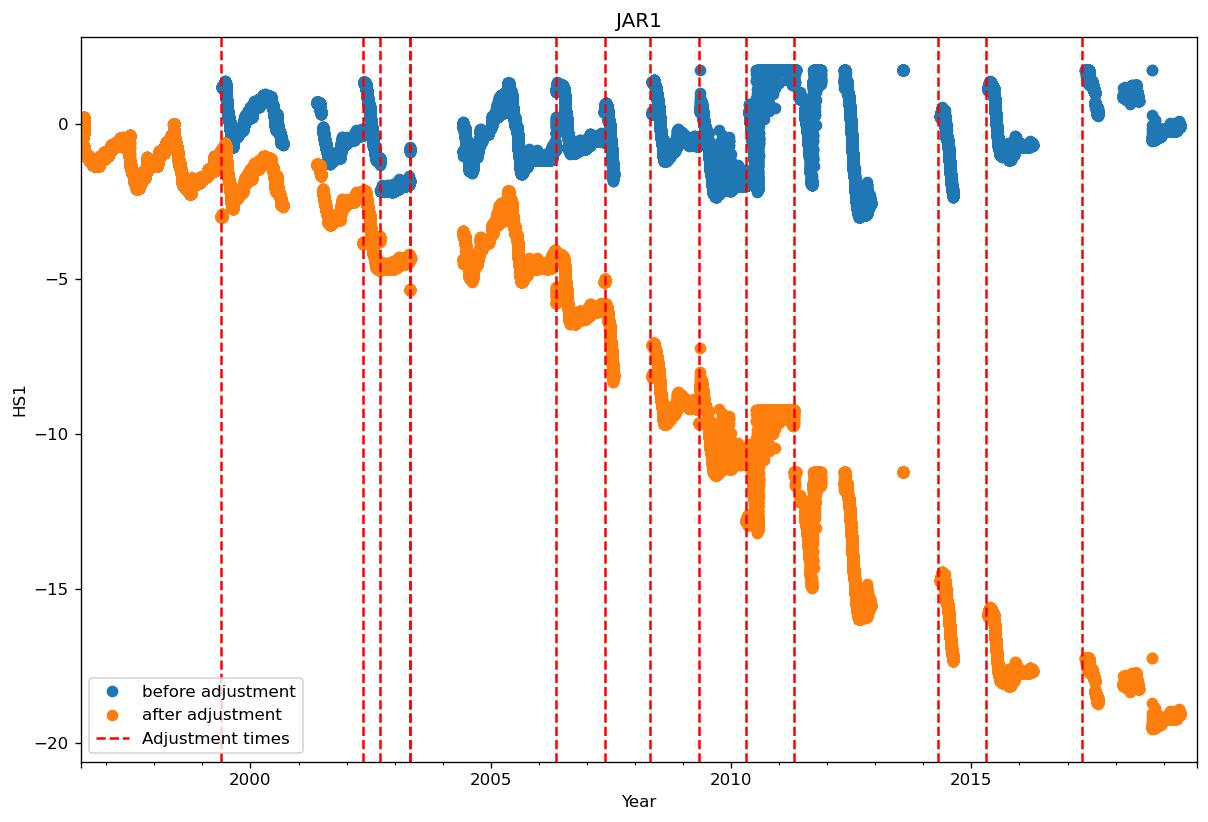 JAR1
HS1
0
−5
−10
−15
−20
before adjustment
after adjustment
Adjustment times
2000
2005
2010
2015
Year